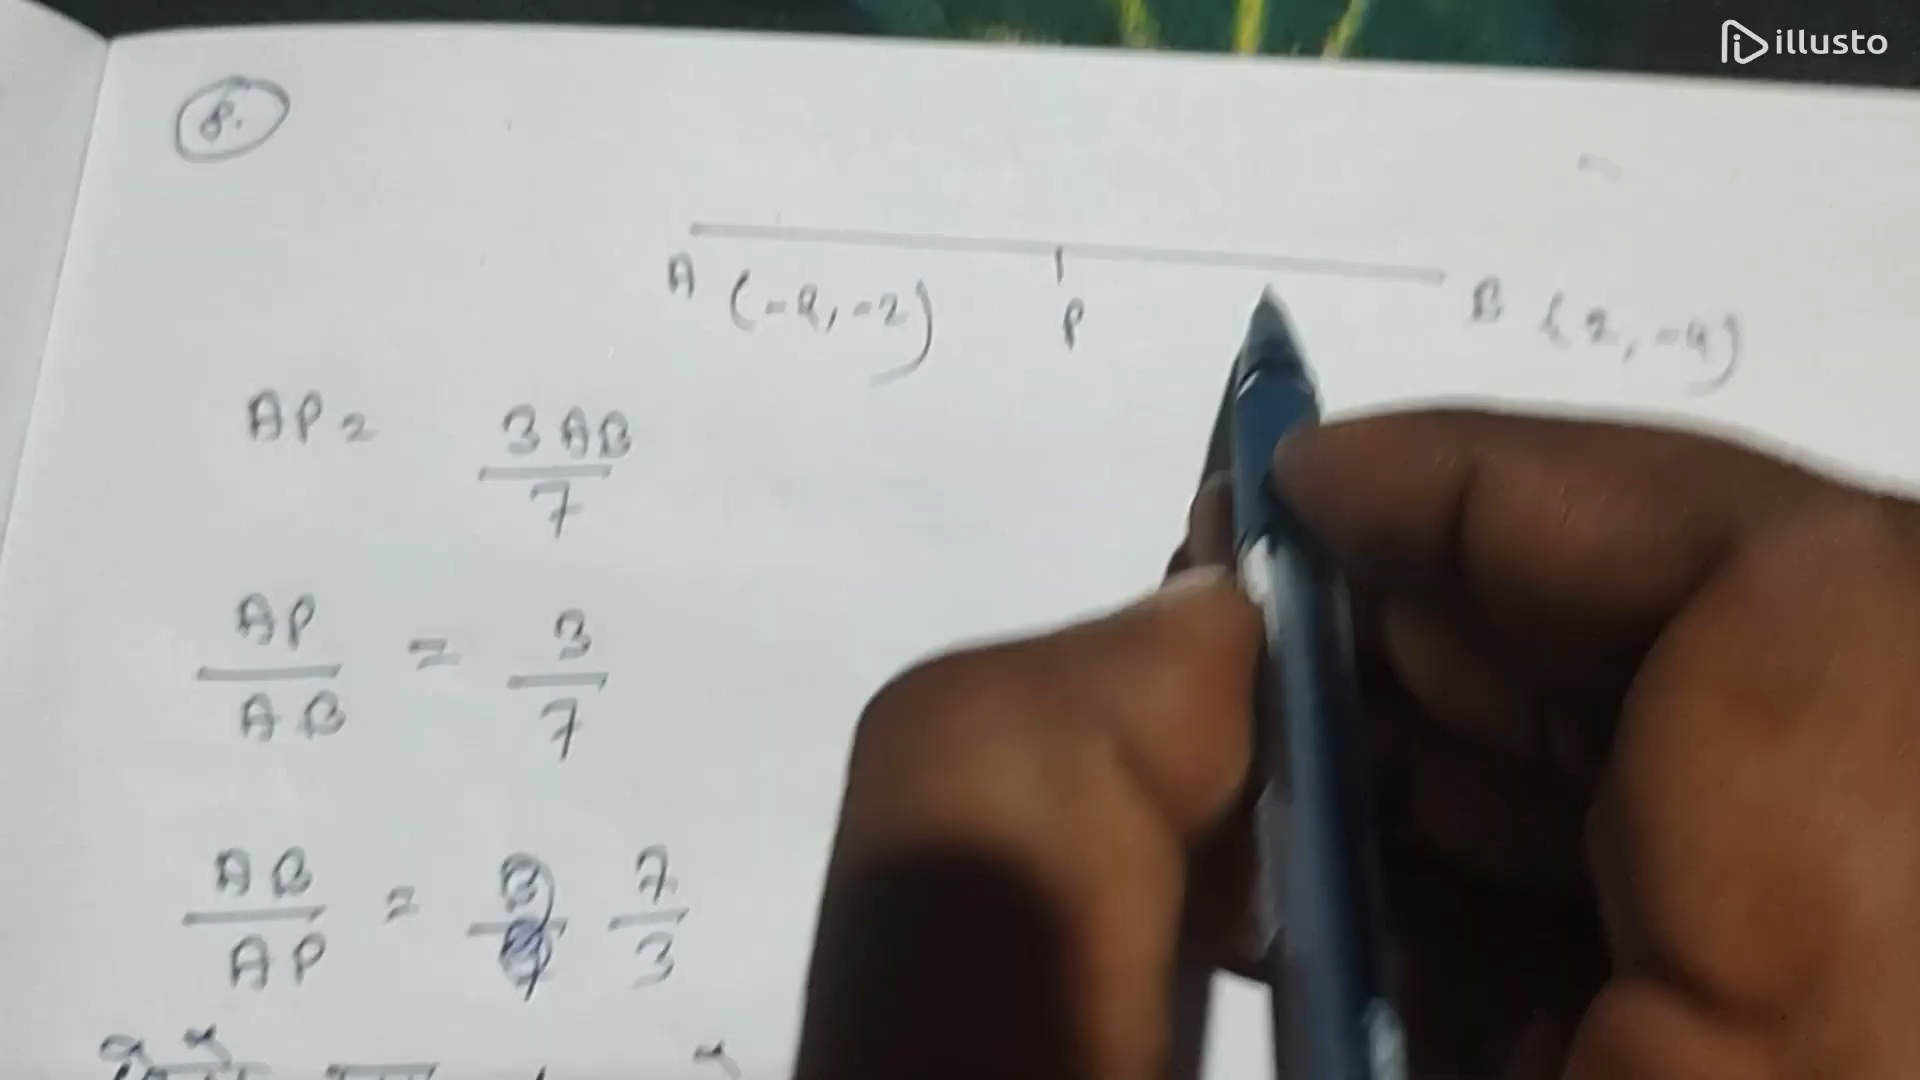 illusto
8.
A (-2, -2) P B (2, -4)
AP = 3AB/7
AP/AB = 3/7
AB/AP = 7/3